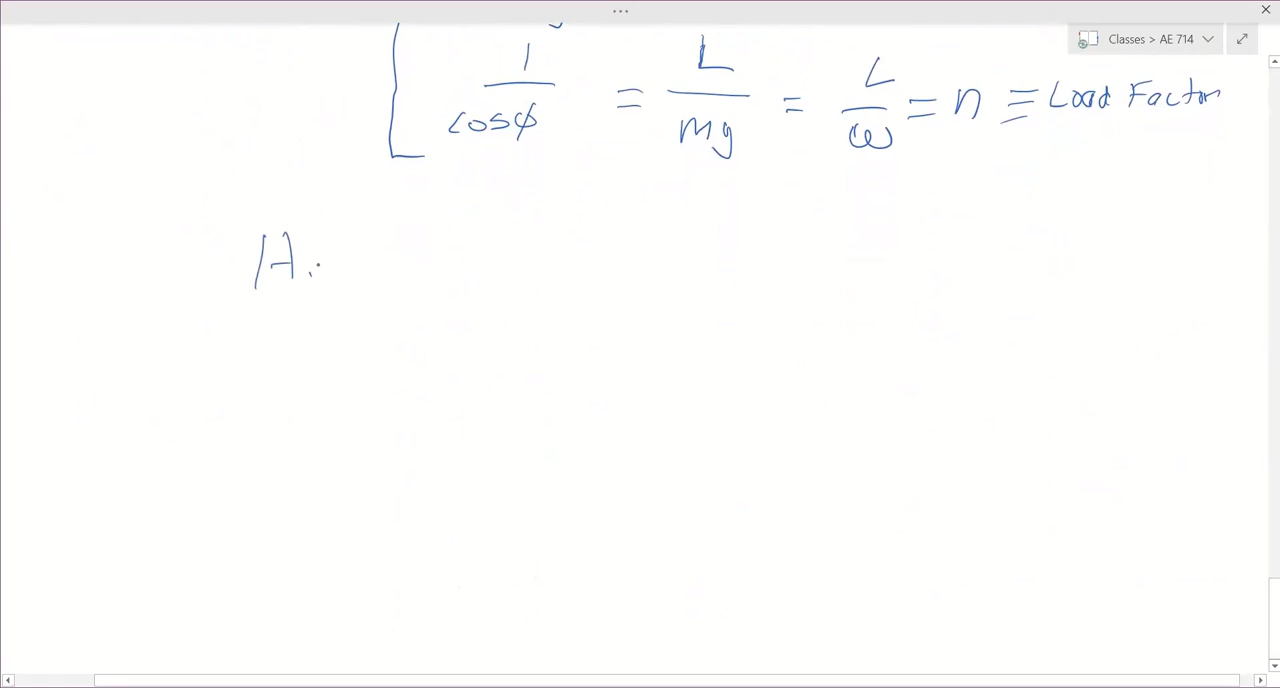 Classes > AE 714
1/cosφ = L/mg = L/ω = n ≡ Load Factor